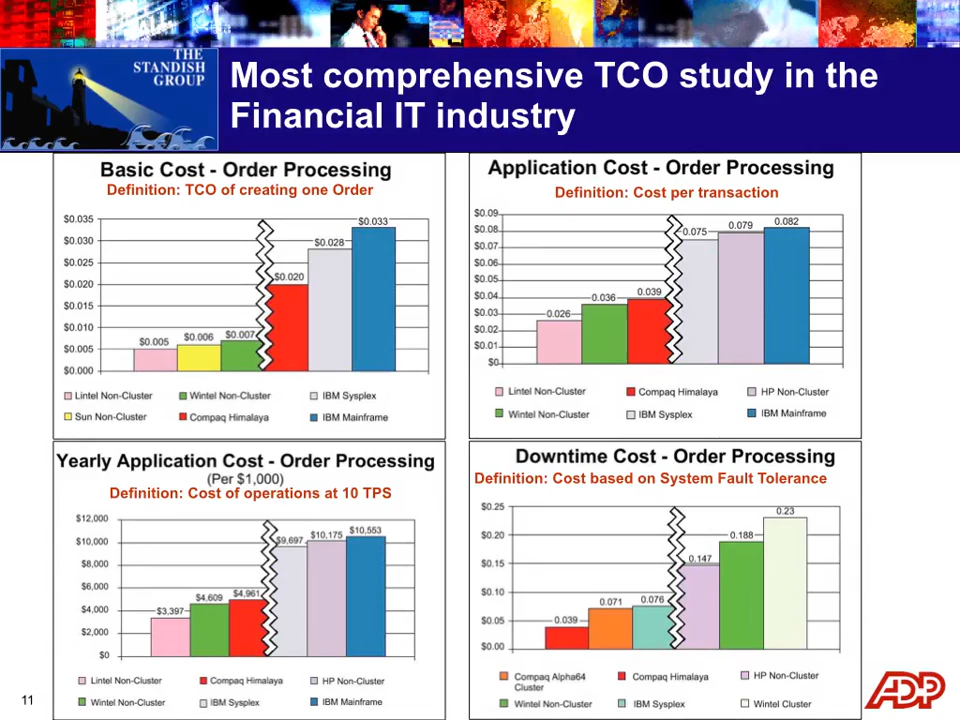 THE
STANDISH
GROUP
Most comprehensive TCO study in the
Financial IT industry
Basic Cost - Order Processing
Definition: TCO of creating one Order
$0.035
$0.030
$0.025
$0.020
$0.015
$0.010
$0.005
$0.000
$0.005
$0.006
$0.007
$0.020
$0.028
$0.033
Lintel Non-Cluster
Wintel Non-Cluster
IBM Sysplex
Sun Non-Cluster
Compaq Himalaya
IBM Mainframe
Application Cost - Order Processing
Definition: Cost per transaction
$0.09
$0.08
$0.07
$0.06
$0.05
$0.04
$0.03
$0.02
$0.01
$0
0.026
0.036
0.039
0.075
0.079
0.082
Lintel Non-Cluster
Compaq Himalaya
HP Non-Cluster
Wintel Non-Cluster
IBM Sysplex
IBM Mainframe
Yearly Application Cost - Order Processing
(Per $1,000)
Definition: Cost of operations at 10 TPS
$12,000
$10,000
$8,000
$6,000
$4,000
$2,000
$0
$3,397
$4,609
$4,961
$9,697
$10,175
$10,553
Lintel Non-Cluster
Compaq Himalaya
HP Non-Cluster
Wintel Non-Cluster
IBM Sysplex
IBM Mainframe
Downtime Cost - Order Processing
Definition: Cost based on System Fault Tolerance
$0.25
$0.20
$0.15
$0.10
$0.05
$0.00
0.039
0.071
0.076
0.147
0.188
0.23
Compaq Alpha64
Cluster
Compaq Himalaya
HP Non-Cluster
Wintel Non-Cluster
IBM Sysplex
Wintel Cluster
11
ADP